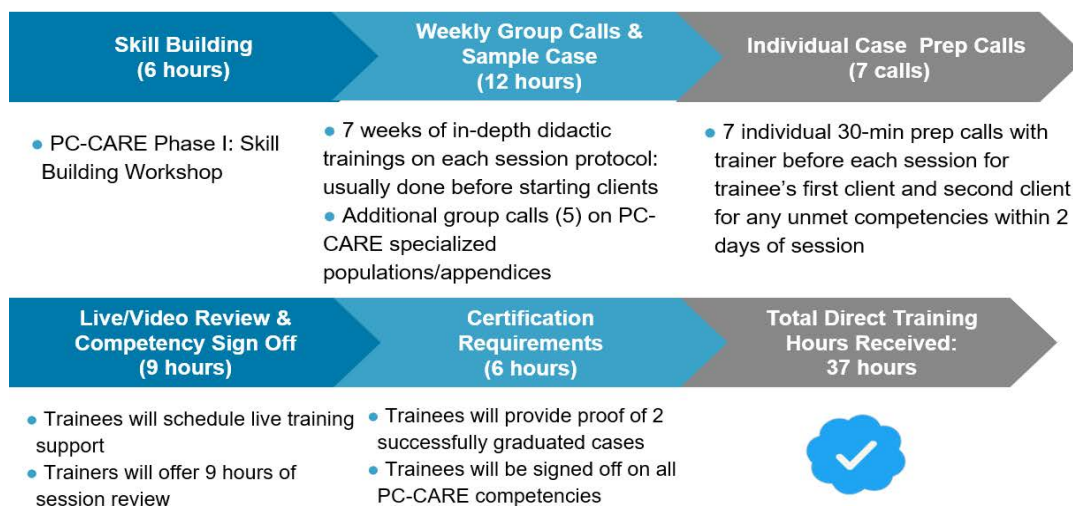 Skill Building
(6 hours)
Weekly Group Calls &
Sample Case
(12 hours)
Individual Case Prep Calls
(7 calls)
● PC-CARE Phase I: Skill
Building Workshop
● 7 weeks of in-depth didactic
trainings on each session protocol:
usually done before starting clients
● Additional group calls (5) on PC-
CARE specialized
populations/appendices
● 7 individual 30-min prep calls with
trainer before each session for
trainee's first client and second client
for any unmet competencies within 2
days of session
Live/Video Review &
Competency Sign Off
(9 hours)
Certification
Requirements
(6 hours)
Total Direct Training
Hours Received:
37 hours
● Trainees will schedule live training
support
● Trainers will offer 9 hours of
session review
● Trainees will provide proof of 2
successfully graduated cases
● Trainees will be signed off on all
PC-CARE competencies